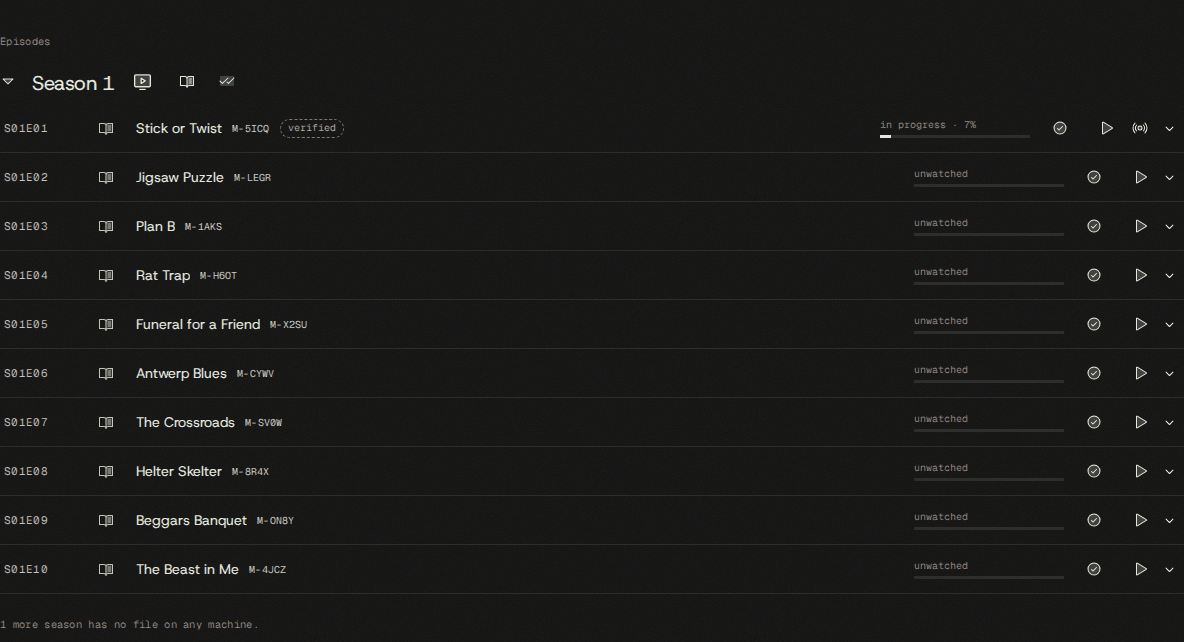 Episodes
Season 1
S01E01 Stick or Twist M-5ICQ verified in progress · 7%
S01E02 Jigsaw Puzzle M-LEGR unwatched
S01E03 Plan B M-1AKS unwatched
S01E04 Rat Trap M-H6OT unwatched
S01E05 Funeral for a Friend M-X2SU unwatched
S01E06 Antwerp Blues M-CYWV unwatched
S01E07 The Crossroads M-SV0W unwatched
S01E08 Helter Skelter M-8R4X unwatched
S01E09 Beggars Banquet M-ON8Y unwatched
S01E10 The Beast in Me M-4JCZ unwatched
1 more season has no file on any machine.